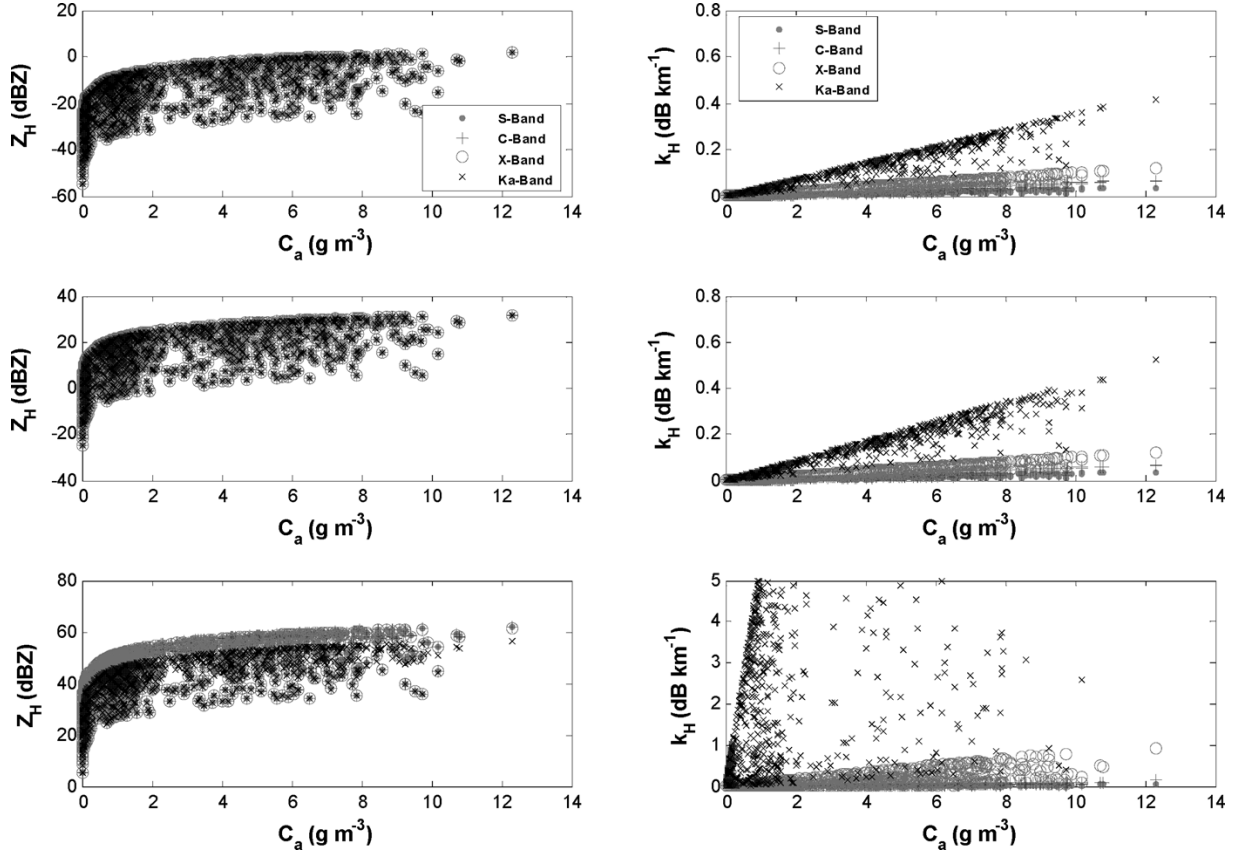 20
0
-20
-40
-60
Z_H (dBZ)
S-Band
C-Band
X-Band
Ka-Band
0 2 4 6 8 10 12 14
C_a (g m^-3)
0.8
0.6
0.4
0.2
0
k_H (dB km^-1)
S-Band
C-Band
X-Band
Ka-Band
0 2 4 6 8 10 12 14
C_a (g m^-3)
40
20
0
-20
-40
Z_H (dBZ)
0 2 4 6 8 10 12 14
C_a (g m^-3)
0.8
0.6
0.4
0.2
0
k_H (dB km^-1)
0 2 4 6 8 10 12 14
C_a (g m^-3)
80
60
40
20
0
Z_H (dBZ)
0 2 4 6 8 10 12 14
C_a (g m^-3)
5
4
3
2
1
0
k_H (dB km^-1)
0 2 4 6 8 10 12 14
C_a (g m^-3)